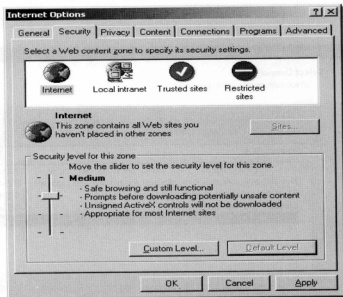 Internet Options
General Security Privacy Content Connections Programs Advanced
Select a Web content zone to specify its security settings.
Internet Local intranet Trusted sites Restricted sites
Internet
This zone contains all Web sites you
haven't placed in other zones
Sites...
Security level for this zone
Move the slider to set the security level for this zone.
Medium
- Safe browsing and still functional
- Prompts before downloading potentially unsafe content
- Unsigned ActiveX controls will not be downloaded
- Appropriate for most Internet sites
Custom Level... Default Level
OK Cancel Apply